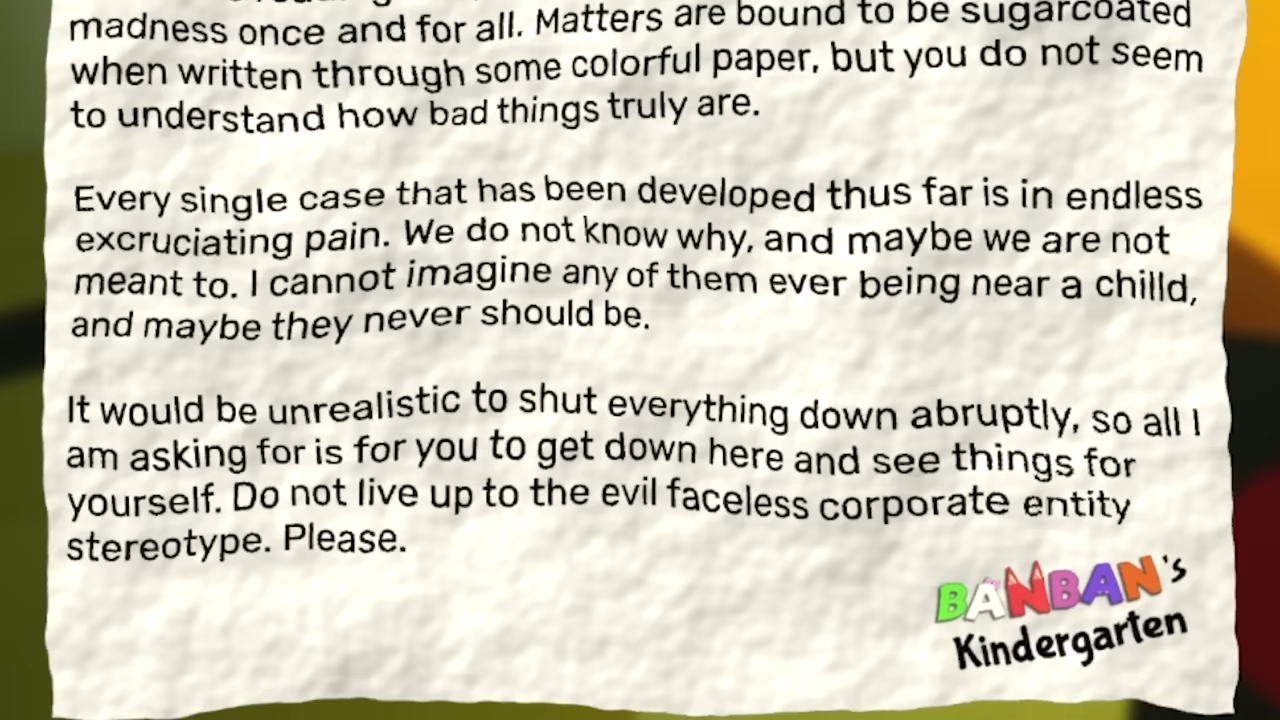 madness once and for all. Matters are bound to be sugarcoated
when written through some colorful paper, but you do not seem
to understand how bad things truly are.
Every single case that has been developed thus far is in endless
excruciating pain. We do not know why, and maybe we are not
meant to. I cannot imagine any of them ever being near a chilld,
and maybe they never should be.
It would be unrealistic to shut everything down abruptly, so all I
am asking for is for you to get down here and see things for
yourself. Do not live up to the evil faceless corporate entity
stereotype. Please.
BANBAN's
Kindergarten